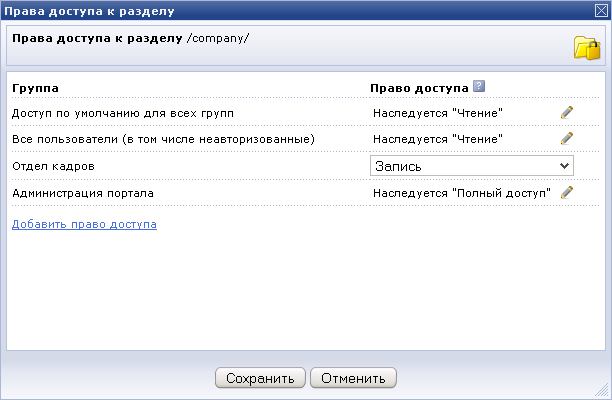 Права доступа к разделу
Права доступа к разделу /company/
Группа Право доступа ?
Доступ по умолчанию для всех групп Наследуется "Чтение"
Все пользователи (в том числе неавторизованные) Наследуется "Чтение"
Отдел кадров Запись
Администрация портала Наследуется "Полный доступ"
Добавить право доступа
Сохранить Отменить